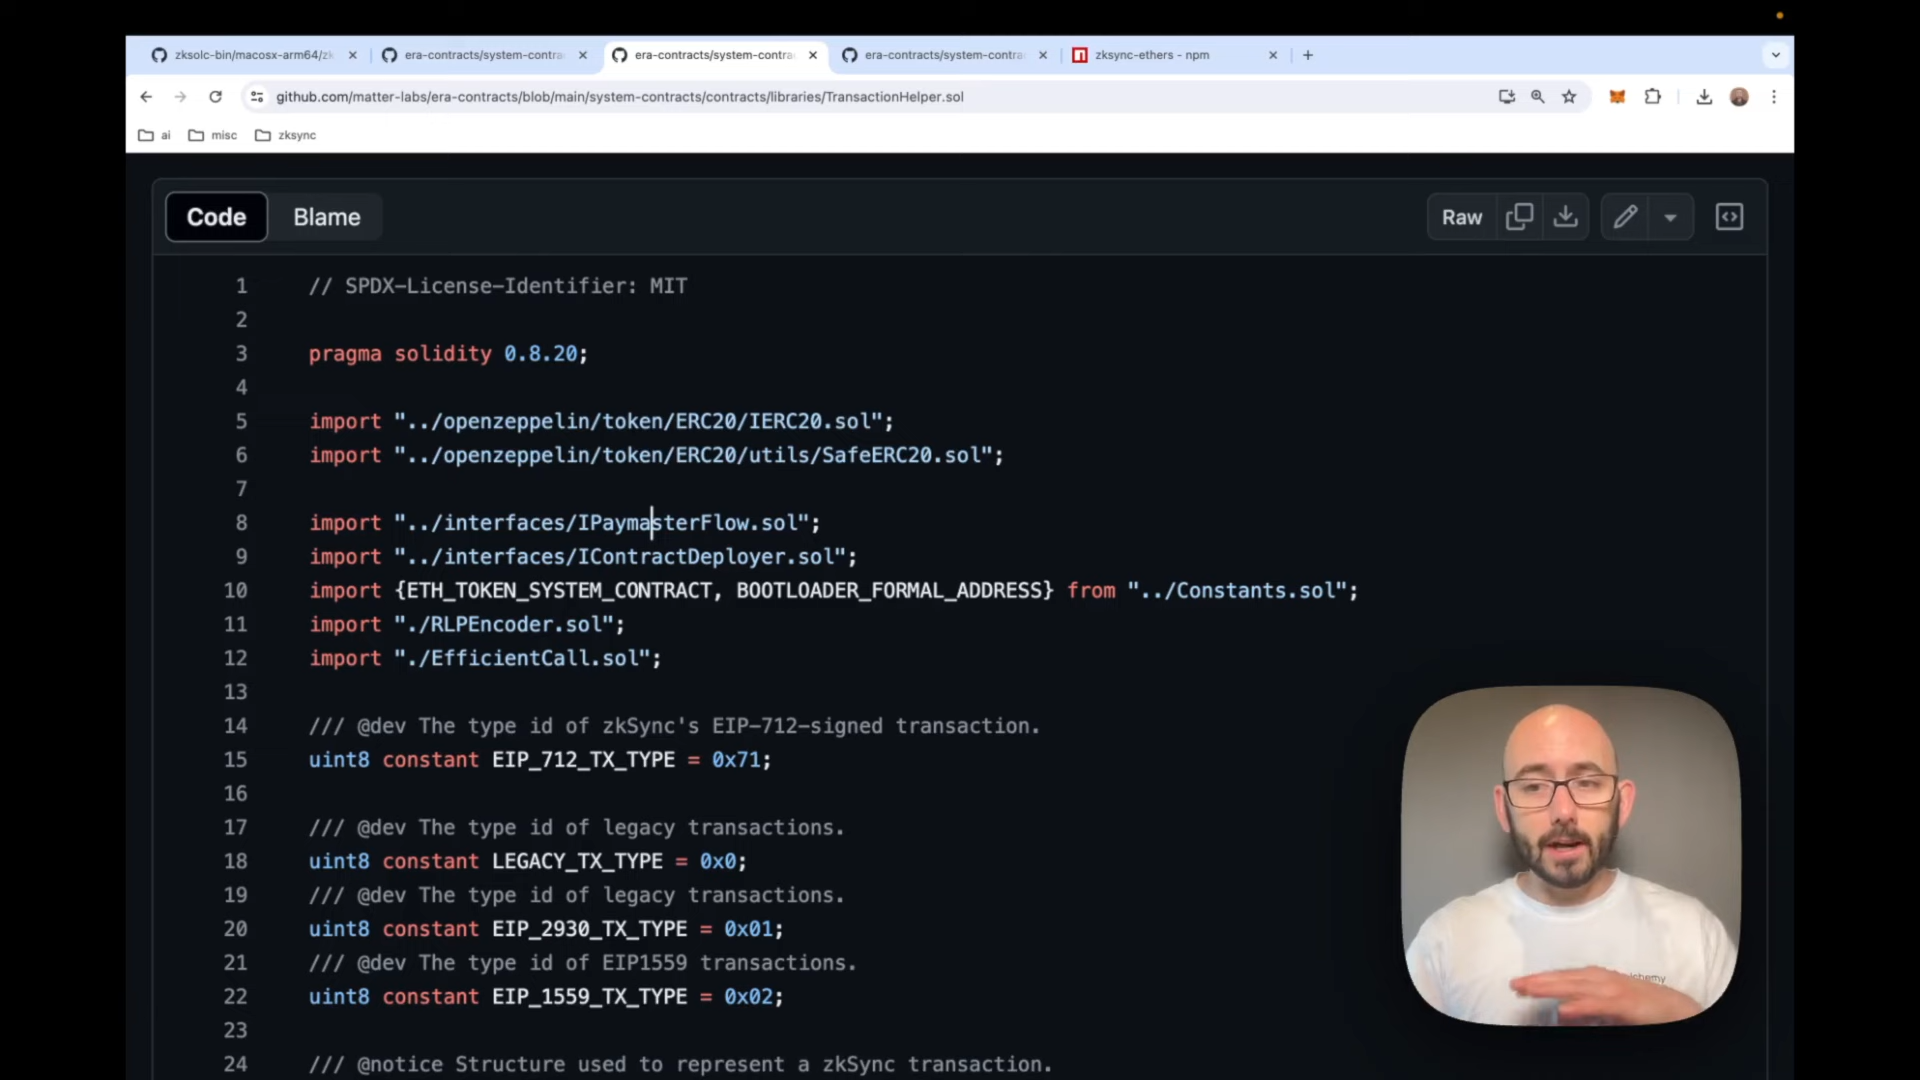 zksolc-bin/macosx-arm64/zk
era-contracts/system-contra
era-contracts/system-contra
era-contracts/system-contra
zksync-ethers - npm
github.com/matter-labs/era-contracts/blob/main/system-contracts/contracts/libraries/TransactionHelper.sol
ai
misc
zksync
Code
Blame
Raw
1 // SPDX-License-Identifier: MIT
2
3 pragma solidity 0.8.20;
4
5 import "../openzeppelin/token/ERC20/IERC20.sol";
6 import "../openzeppelin/token/ERC20/utils/SafeERC20.sol";
7
8 import "../interfaces/IPaymasterFlow.sol";
9 import "../interfaces/IContractDeployer.sol";
10 import {ETH_TOKEN_SYSTEM_CONTRACT, BOOTLOADER_FORMAL_ADDRESS} from "../Constants.sol";
11 import "./RLPEncoder.sol";
12 import "./EfficientCall.sol";
13
14 /// @dev The type id of zkSync's EIP-712-signed transaction.
15 uint8 constant EIP_712_TX_TYPE = 0x71;
16
17 /// @dev The type id of legacy transactions.
18 uint8 constant LEGACY_TX_TYPE = 0x0;
19 /// @dev The type id of legacy transactions.
20 uint8 constant EIP_2930_TX_TYPE = 0x01;
21 /// @dev The type id of EIP1559 transactions.
22 uint8 constant EIP_1559_TX_TYPE = 0x02;
23
24 /// @notice Structure used to represent a zkSync transaction.